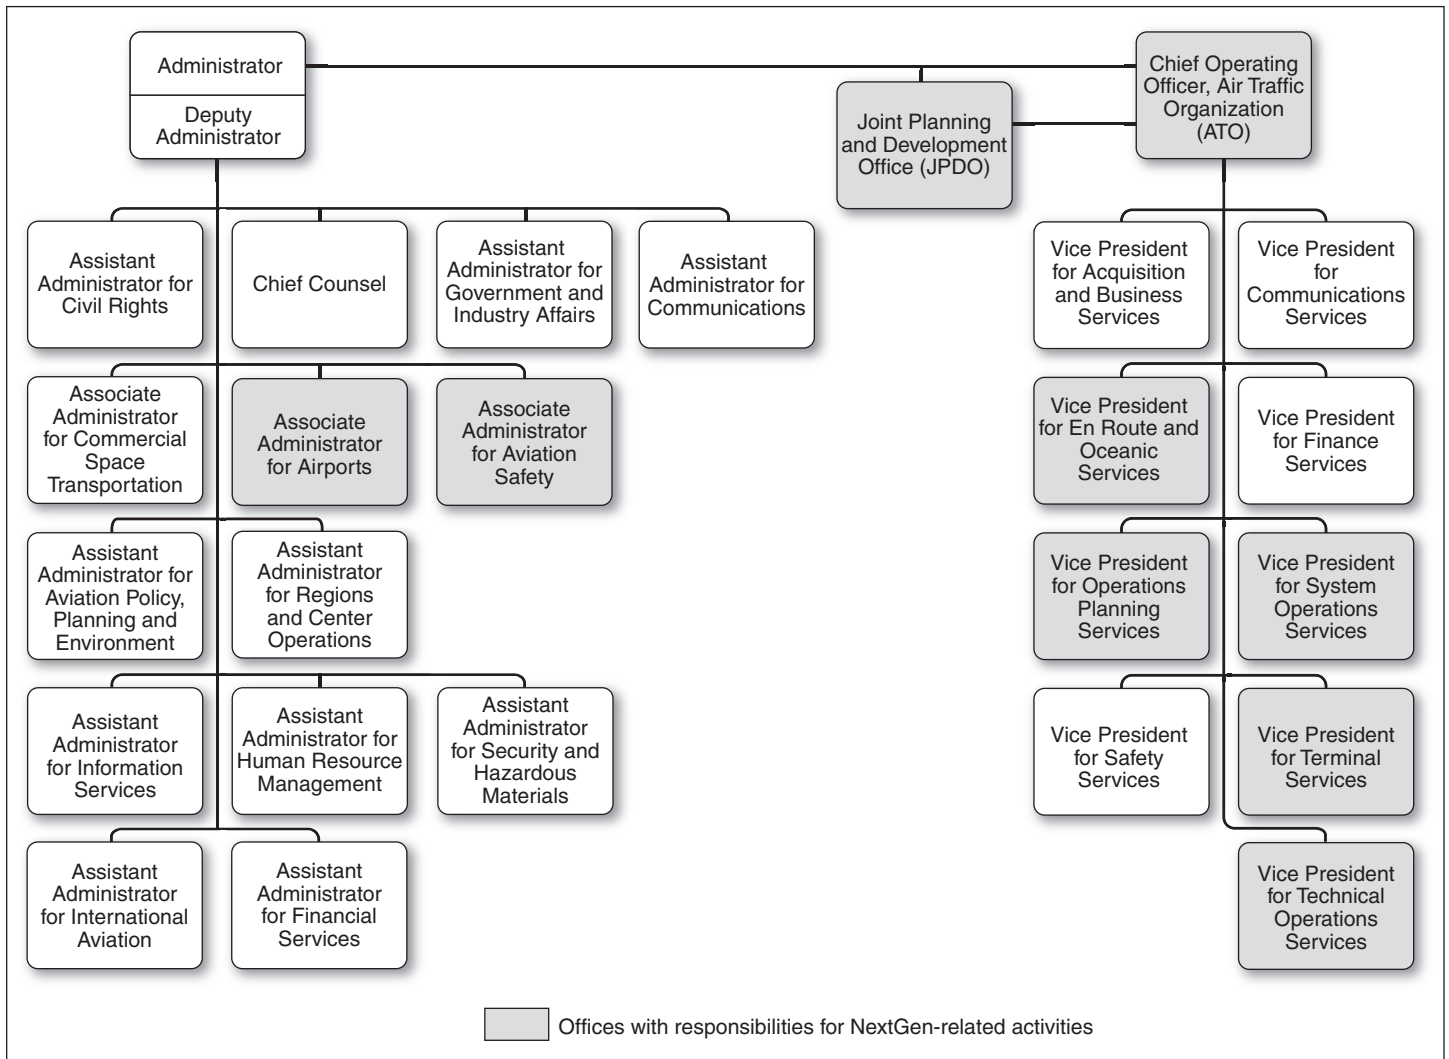 Administrator
Deputy
Administrator
Chief Operating
Officer, Air Traffic
Organization
(ATO)
Joint Planning
and Development
Office (JPDO)
Assistant
Administrator for
Civil Rights
Chief Counsel
Assistant
Administrator for
Government and
Industry Affairs
Assistant
Administrator for
Communications
Vice President
for Acquisition
and Business
Services
Vice President
for
Communications
Services
Associate
Administrator
for Commercial
Space
Transportation
Associate
Administrator
for Airports
Associate
Administrator
for Aviation
Safety
Vice President
for En Route and
Oceanic
Services
Vice President
for Finance
Services
Assistant
Administrator for
Aviation Policy,
Planning and
Environment
Assistant
Administrator
for Regions
and Center
Operations
Vice President
for Operations
Planning
Services
Vice President
for System
Operations
Services
Assistant
Administrator
for Information
Services
Assistant
Administrator for
Human Resource
Management
Assistant
Administrator
for Security and
Hazardous
Materials
Vice President
for Safety
Services
Vice President
for Terminal
Services
Assistant
Administrator
for International
Aviation
Assistant
Administrator
for Financial
Services
Vice President
for Technical
Operations
Services
Offices with responsibilities for NextGen-related activities